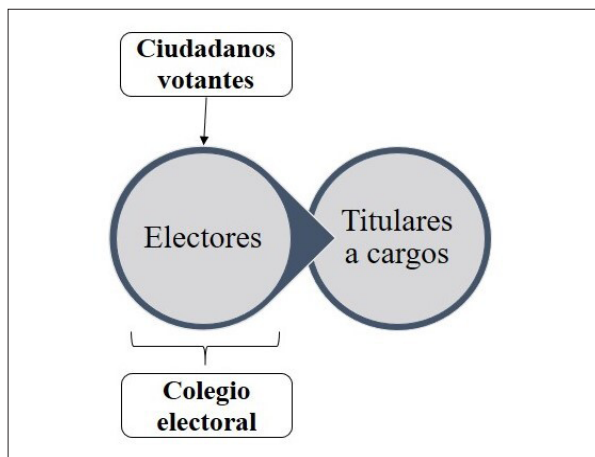 Ciudadanos
votantes
Electores
Titulares
a cargos
Colegio
electoral